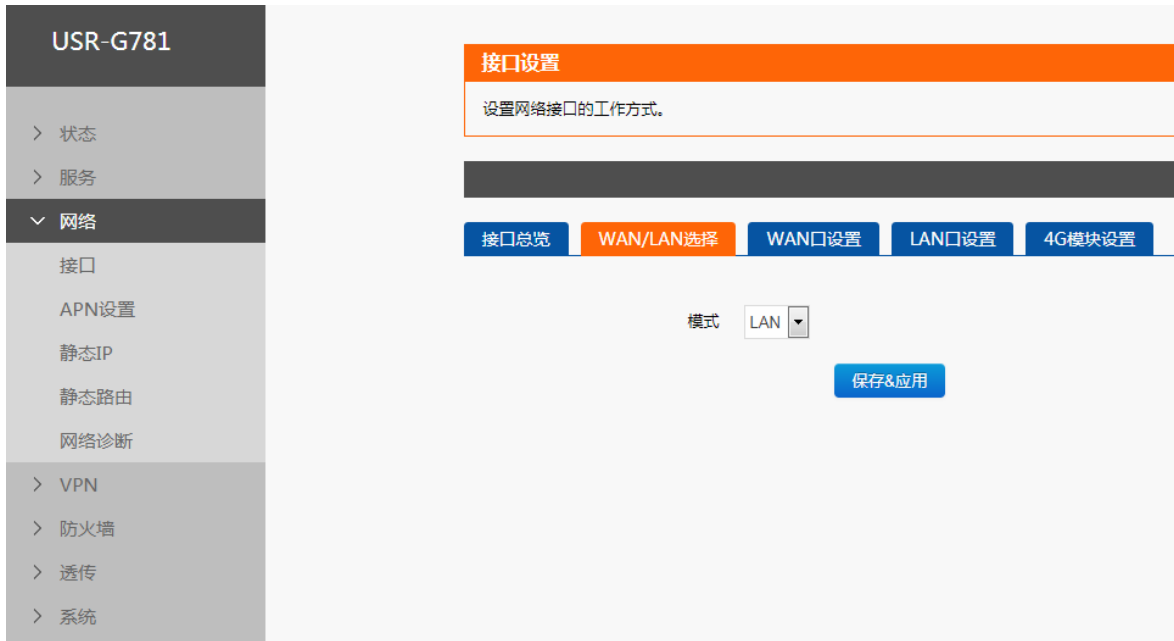 USR-G781
状态
服务
网络
接口
APN设置
静态IP
静态路由
网络诊断
VPN
防火墙
透传
系统
接口设置
设置网络接口的工作方式。
接口总览 WAN/LAN选择 WAN口设置 LAN口设置 4G模块设置
模式 LAN
保存&应用